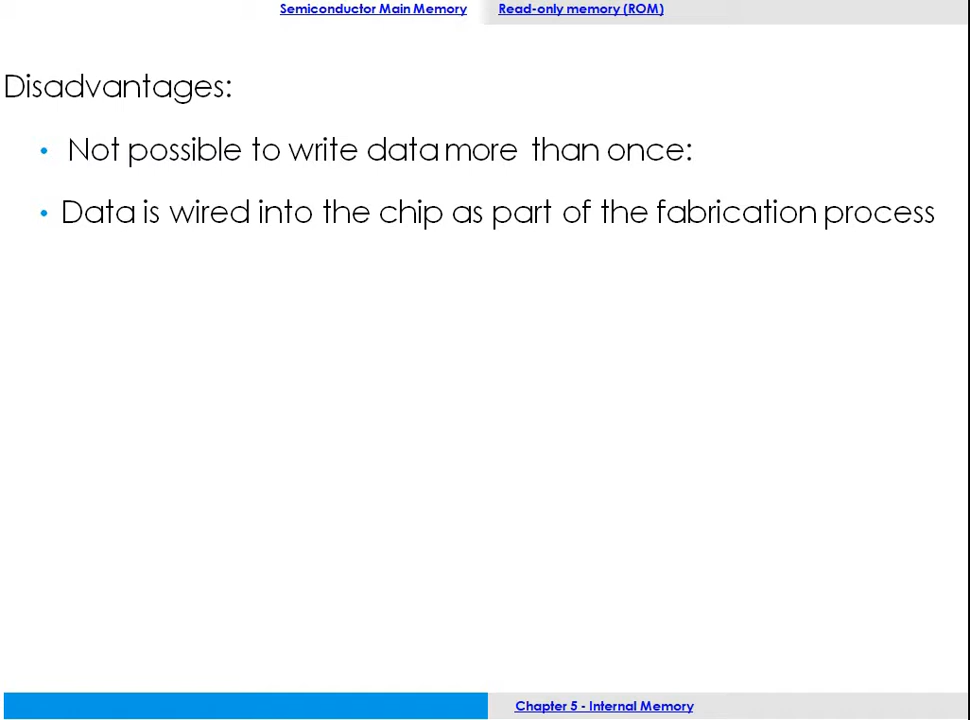 Semiconductor Main Memory Read-only memory (ROM)
Disadvantages:
• Not possible to write data more than once:
• Data is wired into the chip as part of the fabrication process
Chapter 5 - Internal Memory